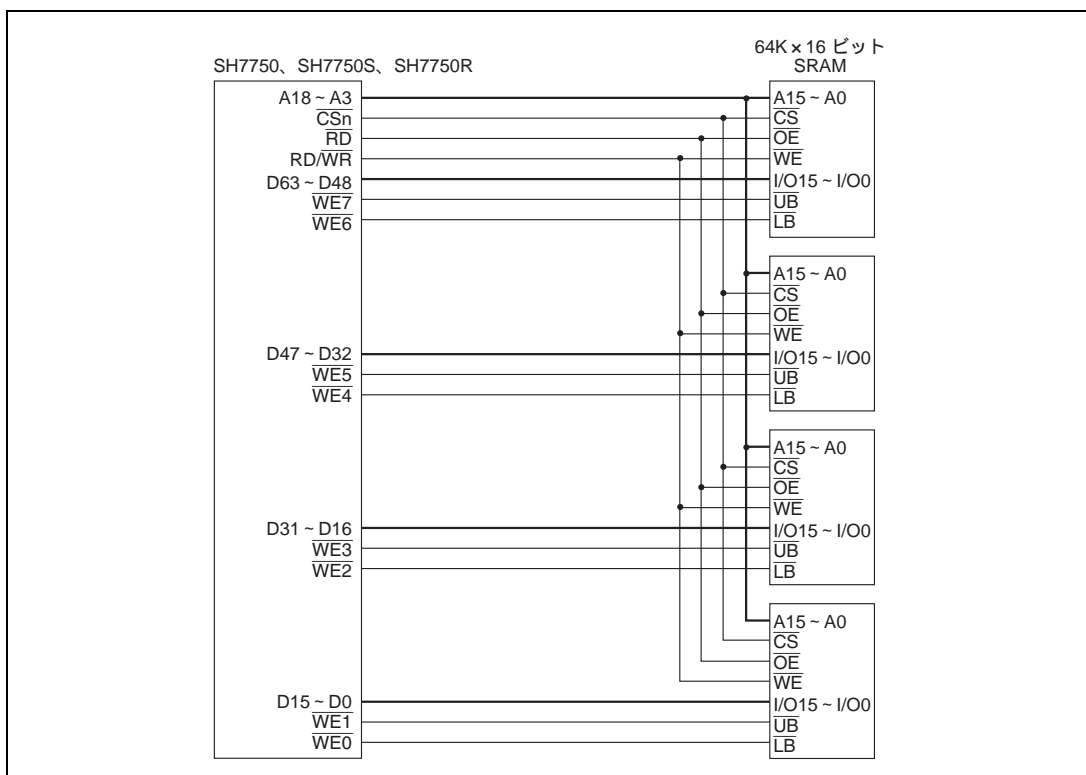 64K × 16 ビット
SRAM
SH7750、SH7750S、SH7750R
A18 ~ A3
CSn
RD
RD/WR
D63 ~ D48
WE7
WE6
D47 ~ D32
WE5
WE4
D31 ~ D16
WE3
WE2
D15 ~ D0
WE1
WE0
A15 ~ A0
CS
OE
WE
I/O15 ~ I/O0
UB
LB
A15 ~ A0
CS
OE
WE
I/O15 ~ I/O0
UB
LB
A15 ~ A0
CS
OE
WE
I/O15 ~ I/O0
UB
LB
A15 ~ A0
CS
OE
WE
I/O15 ~ I/O0
UB
LB